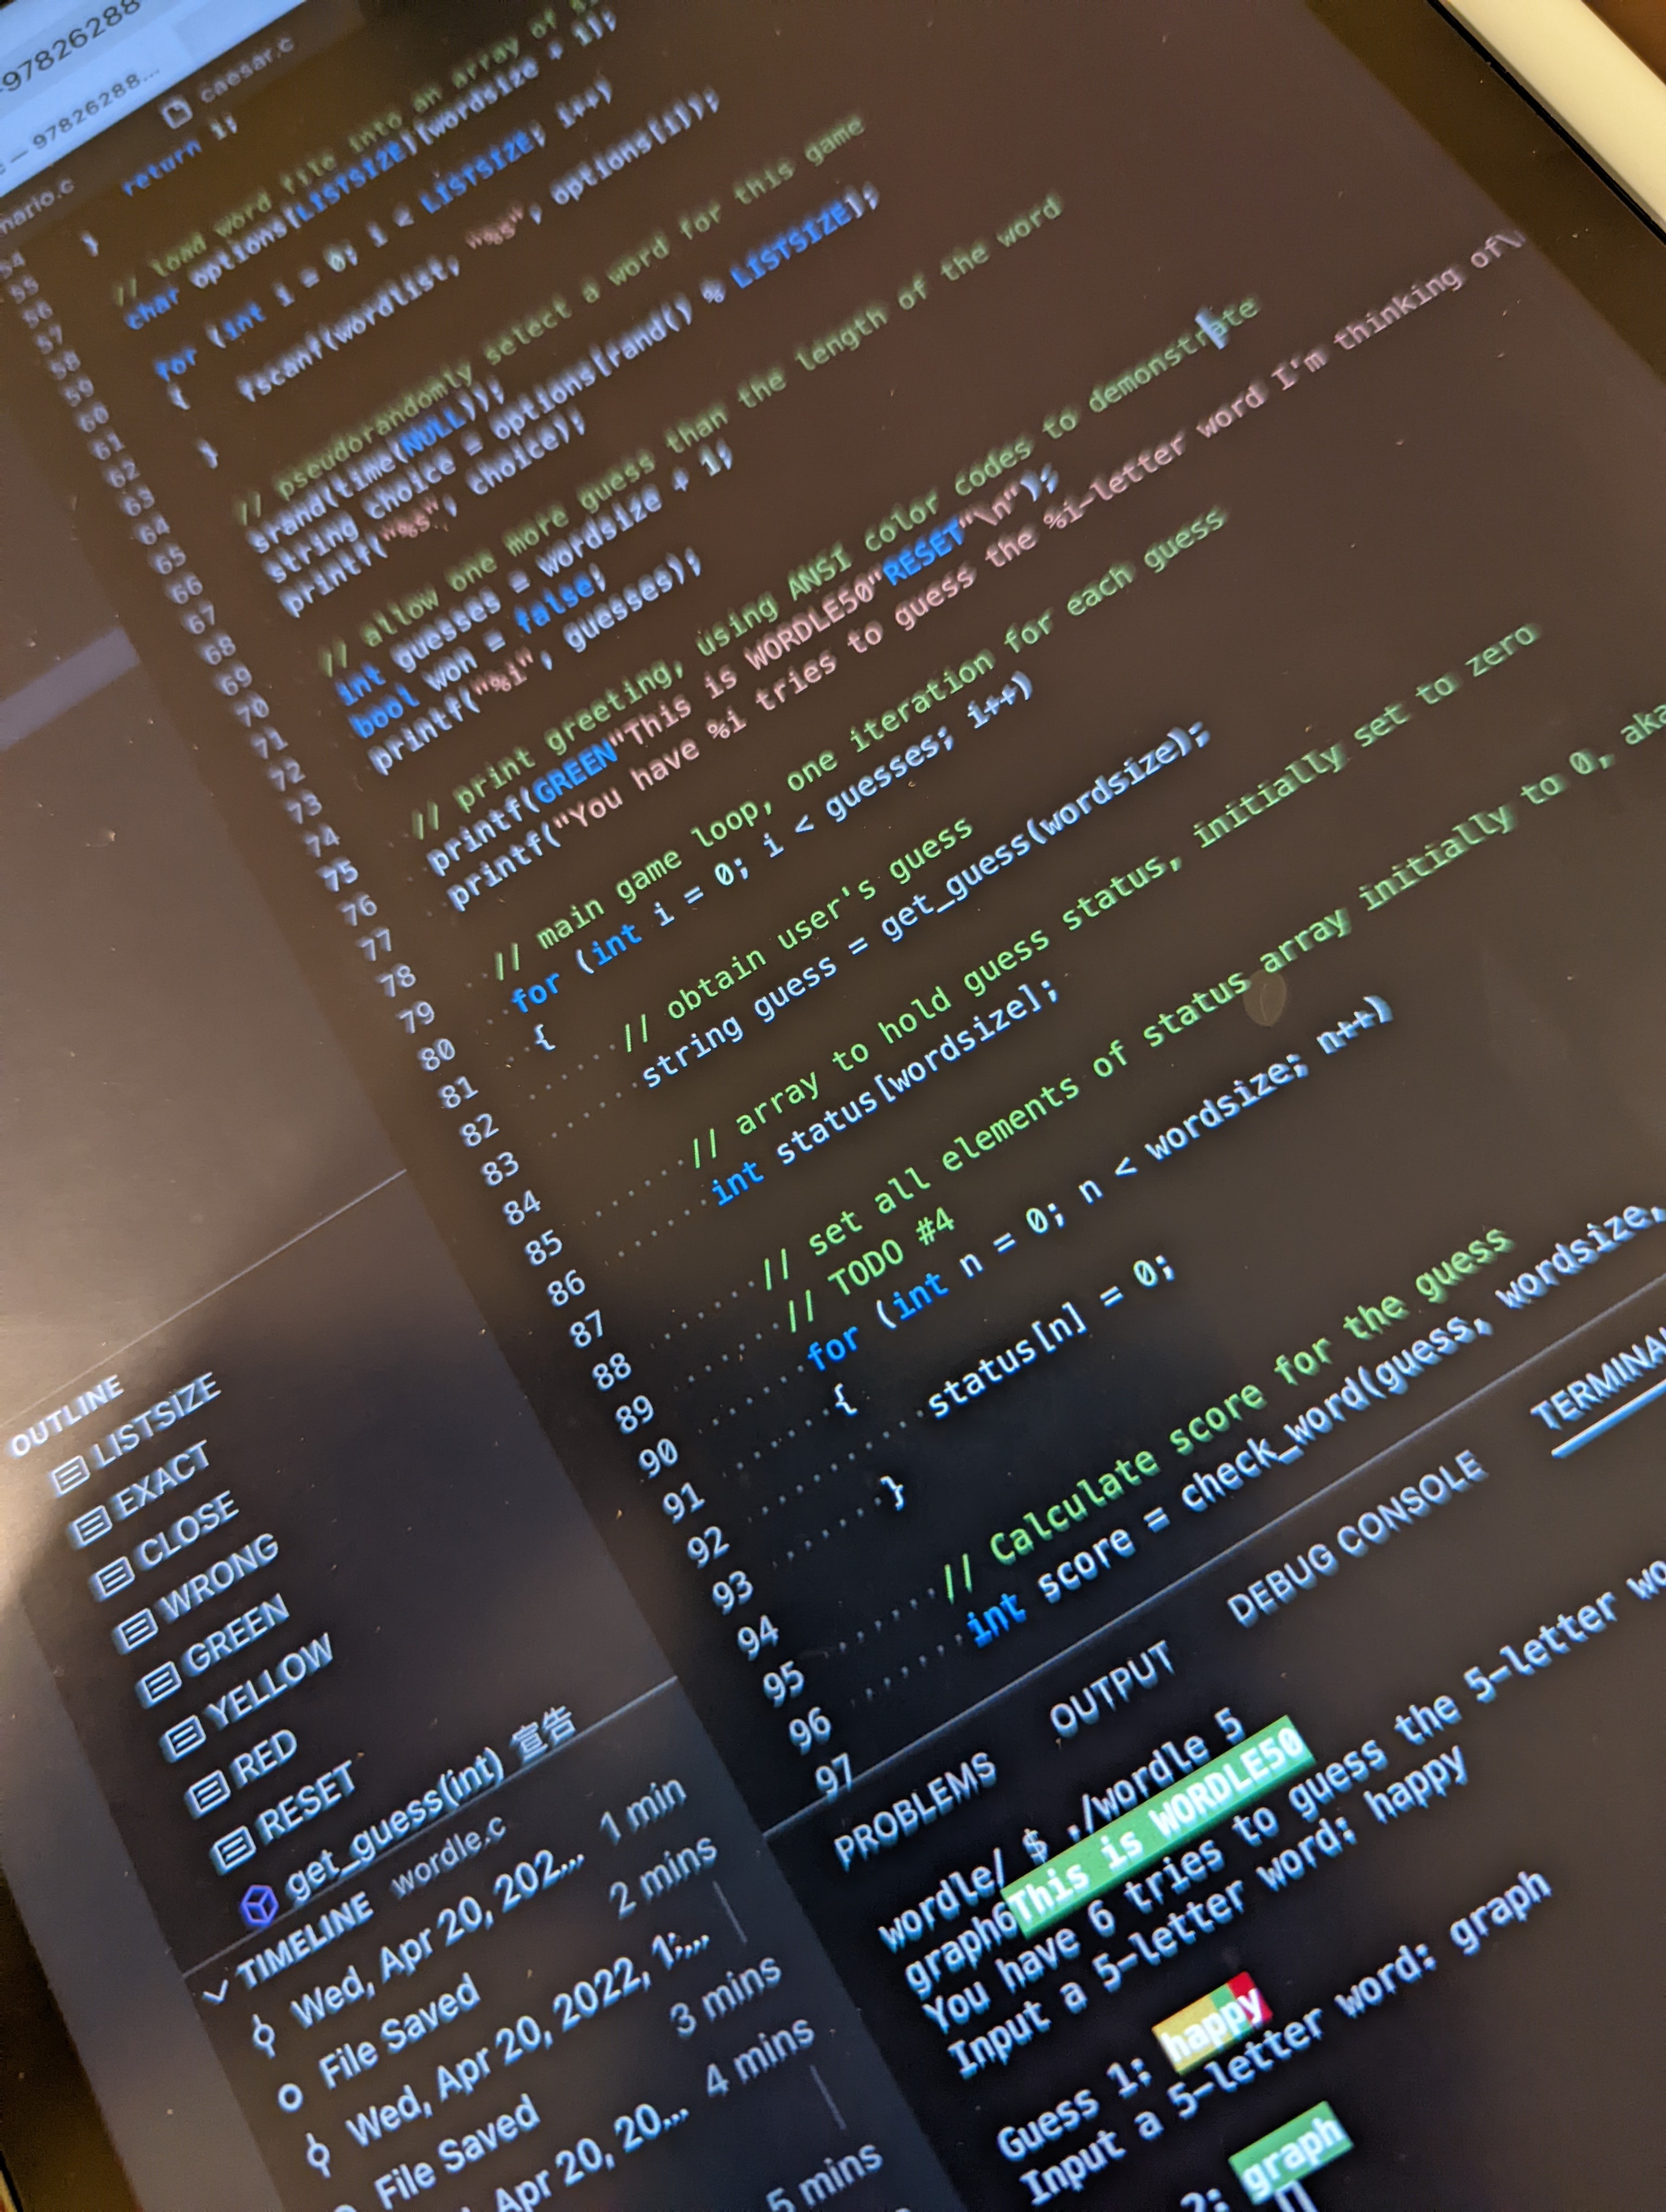 mario.c
caesar.c
54
55
56
57
58
59
60
61
62
63
64
65
66
67
68
69
70
71
72
73
74
75
76
77
78
79
80
81
82
83
84
85
86
87
88
89
90
91
92
93
94
95
96
97
return i;
}
// load word file into an array of
char options[LISTSIZE][wordsize + 1];
for (int i = 0; i < LISTSIZE; i++)
{
fscanf(wordlist, "%s", options[i]);
}
// pseudorandomly select a word for this game
srand(time(NULL));
string choice = options[rand() % LISTSIZE];
printf("%s", choice);
// allow one more guess than the length of the word
int guesses = wordsize + 1;
bool won = false;
printf("%i", guesses);
// print greeting, using ANSI color codes to demonstrate
printf(GREEN"This is WORDLE50"RESET"\n");
printf("You have %i tries to guess the %i-letter word I'm thinking of\
// main game loop, one iteration for each guess
for (int i = 0; i < guesses; i++)
{
// obtain user's guess
string guess = get_guess(wordsize);
// array to hold guess status, initially set to zero
int status[wordsize];
// set all elements of status array initially to 0, aka
// TODO #4
for (int n = 0; n < wordsize; n++)
{
status[n] = 0;
}
// Calculate score for the guess
int score = check_word(guess, wordsize,
OUTLINE
LISTSIZE
EXACT
CLOSE
WRONG
GREEN
YELLOW
RED
RESET
get_guess(int) 宣告
TIMELINE wordle.c
Wed, Apr 20, 202... 1 min
File Saved 2 mins
Wed, Apr 20, 2022, 1:... 3 mins
File Saved 4 mins
Apr 20, 20... 5 mins
PROBLEMS OUTPUT DEBUG CONSOLE TERMINAL
wordle/ $ ./wordle 5
graph6This is WORDLE50
You have 6 tries to guess the 5-letter wo
Input a 5-letter word: happy
Guess 1: happy
Input a 5-letter word: graph
2: graph